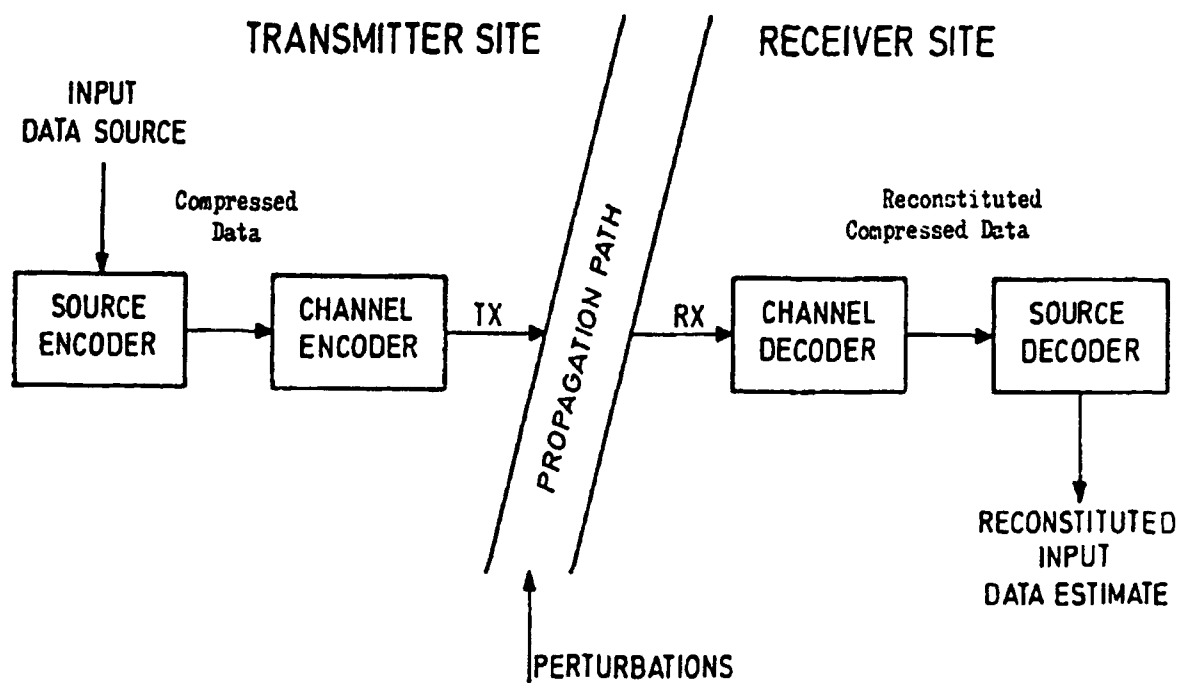 TRANSMITTER SITE
RECEIVER SITE
INPUT
DATA SOURCE
Compressed
Data
Reconstituted
Compressed Data
SOURCE
ENCODER
CHANNEL
ENCODER
TX
PROPAGATION PATH
RX
CHANNEL
DECODER
SOURCE
DECODER
RECONSTITUTED
INPUT
DATA ESTIMATE
PERTURBATIONS